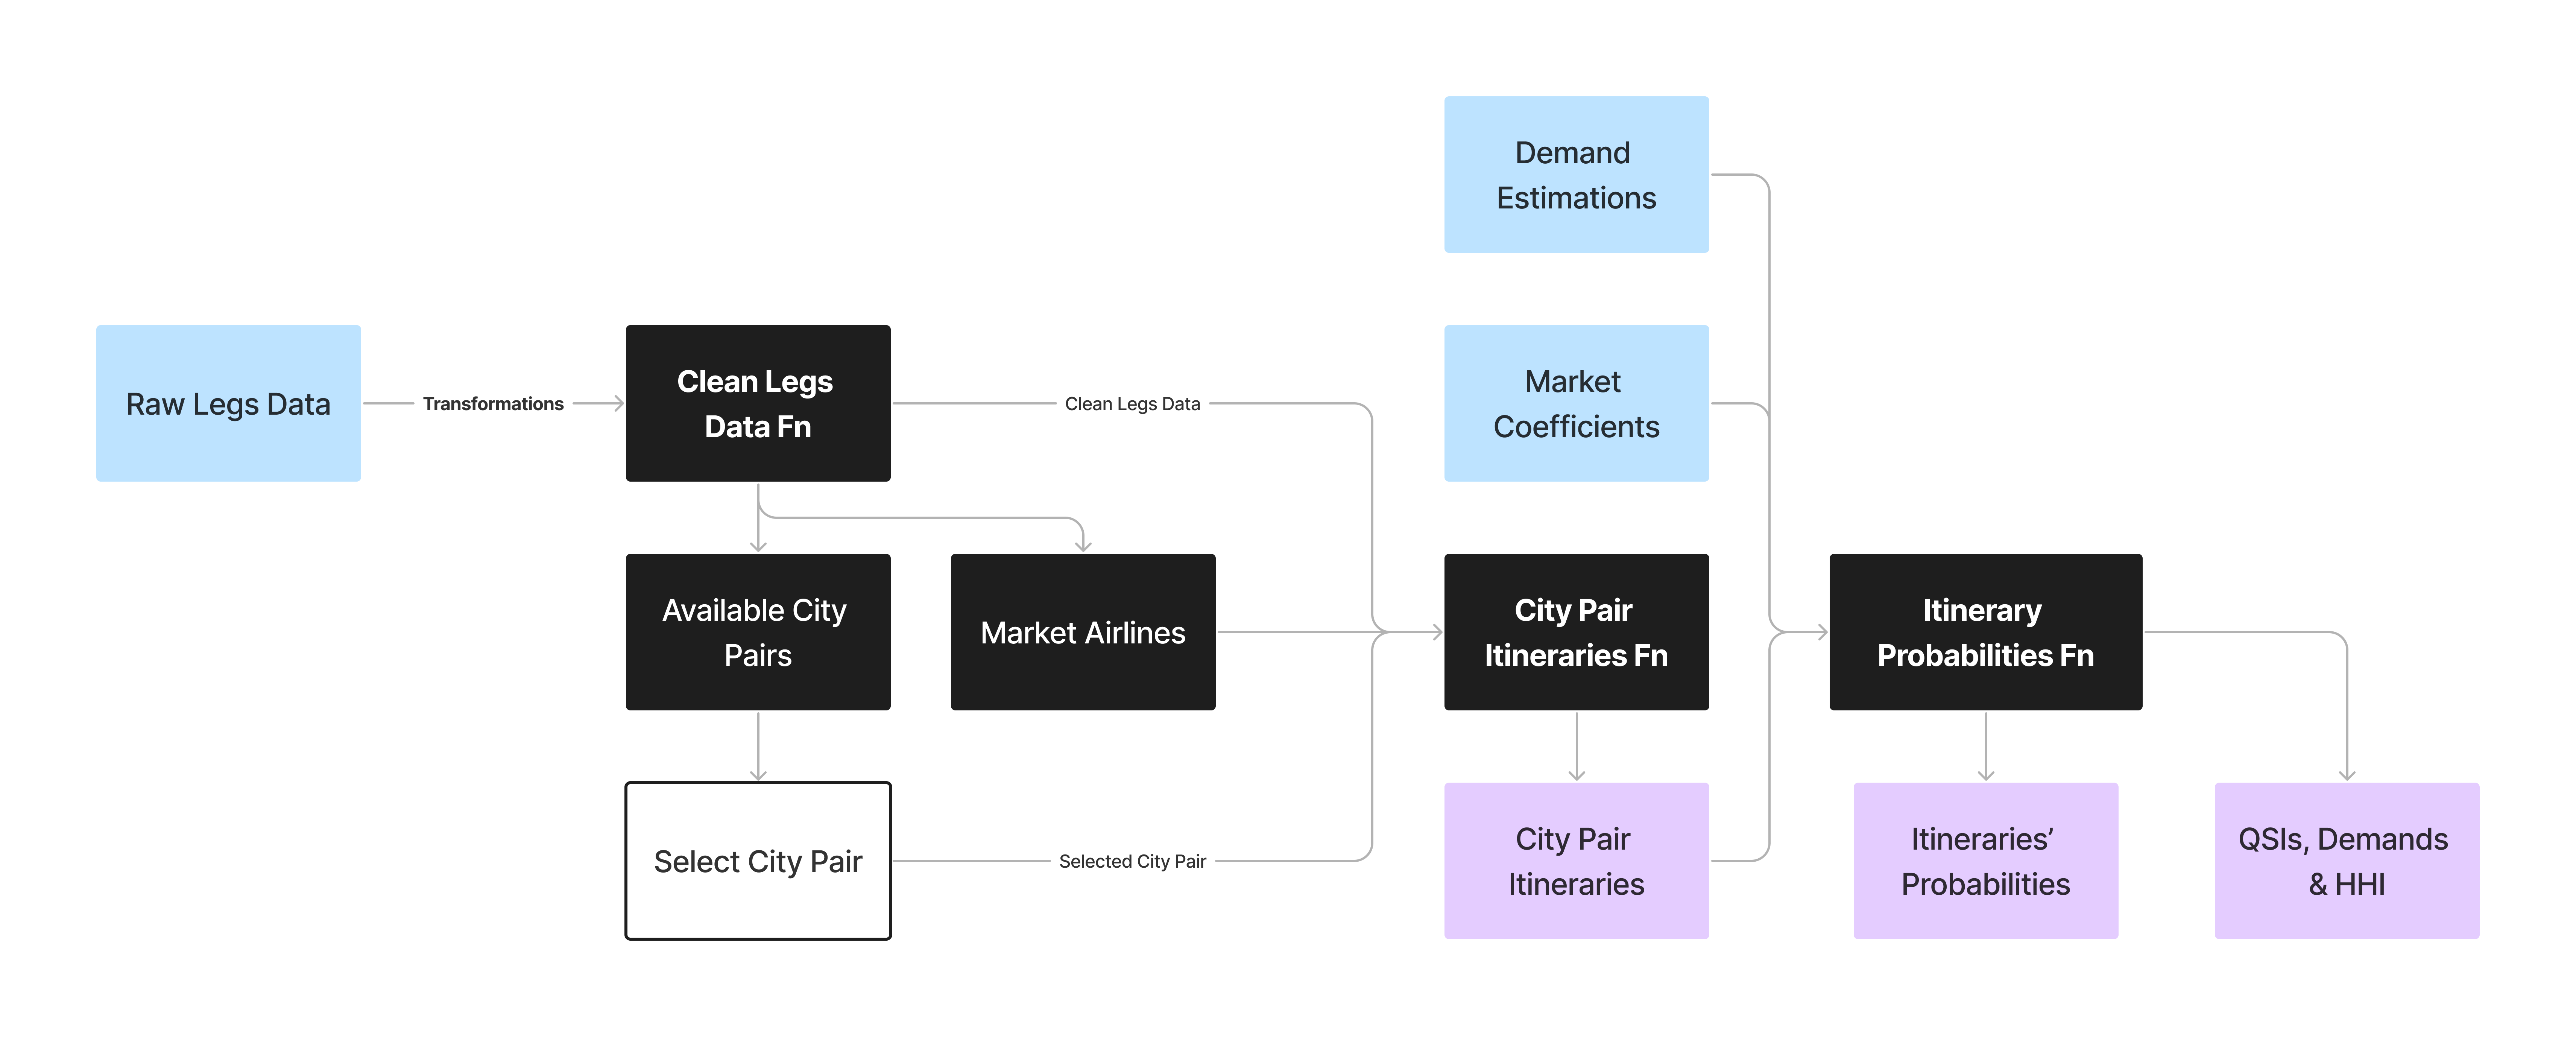 Demand
Estimations
Raw Legs Data
Transformations
Clean Legs
Data Fn
Clean Legs Data
Market
Coefficients
Available City
Pairs
Market Airlines
City Pair
Itineraries Fn
Itinerary
Probabilities Fn
Select City Pair
Selected City Pair
City Pair
Itineraries
Itineraries’
Probabilities
QSIs, Demands
& HHI